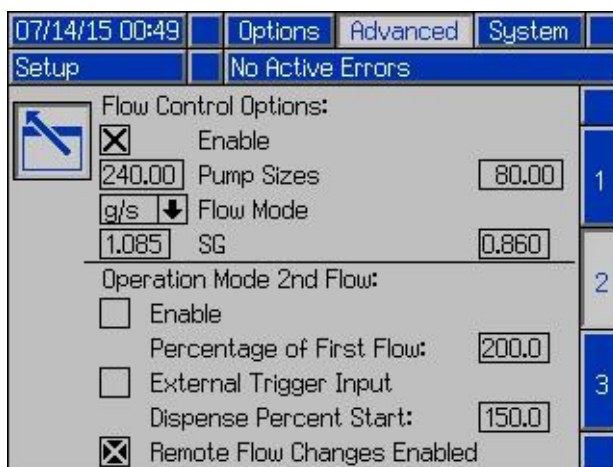 07/14/15 00:49 Options Advanced System
Setup No Active Errors
Flow Control Options:
Enable
240.00 Pump Sizes 80.00
g/s Flow Mode
1.085 SG 0.860
Operation Mode 2nd Flow:
Enable
Percentage of First Flow: 200.0
External Trigger Input
Dispense Percent Start: 150.0
Remote Flow Changes Enabled
1
2
3